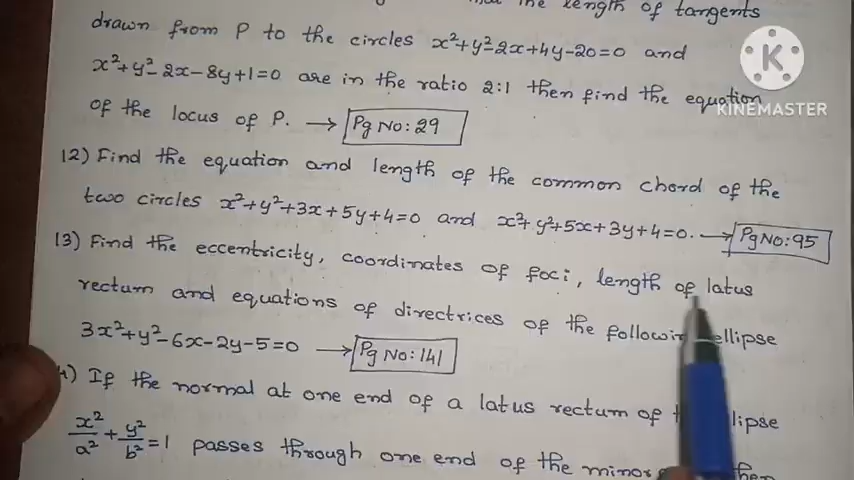 the length of tangents
drawn from P to the circles x²+y²-2x+4y-20=0 and
x²+y²-2x-8y+1=0 are in the ratio 2:1 then find the equation
of the locus of P. → Pg No:29
K
KINEMASTER
12) Find the equation and length of the common chord of the
two circles x²+y²+3x+5y+4=0 and x²+y²+5x+3y+4=0. → Pg No:95
13) Find the eccentricity, coordinates of foci, length of latus
rectum and equations of directrices of the following ellipse
3x²+y²-6x-2y-5=0 → Pg No:141
4) If the normal at one end of a latus rectum of ellipse
x²/a²+y²/b²=1 passes through one end of the minor then